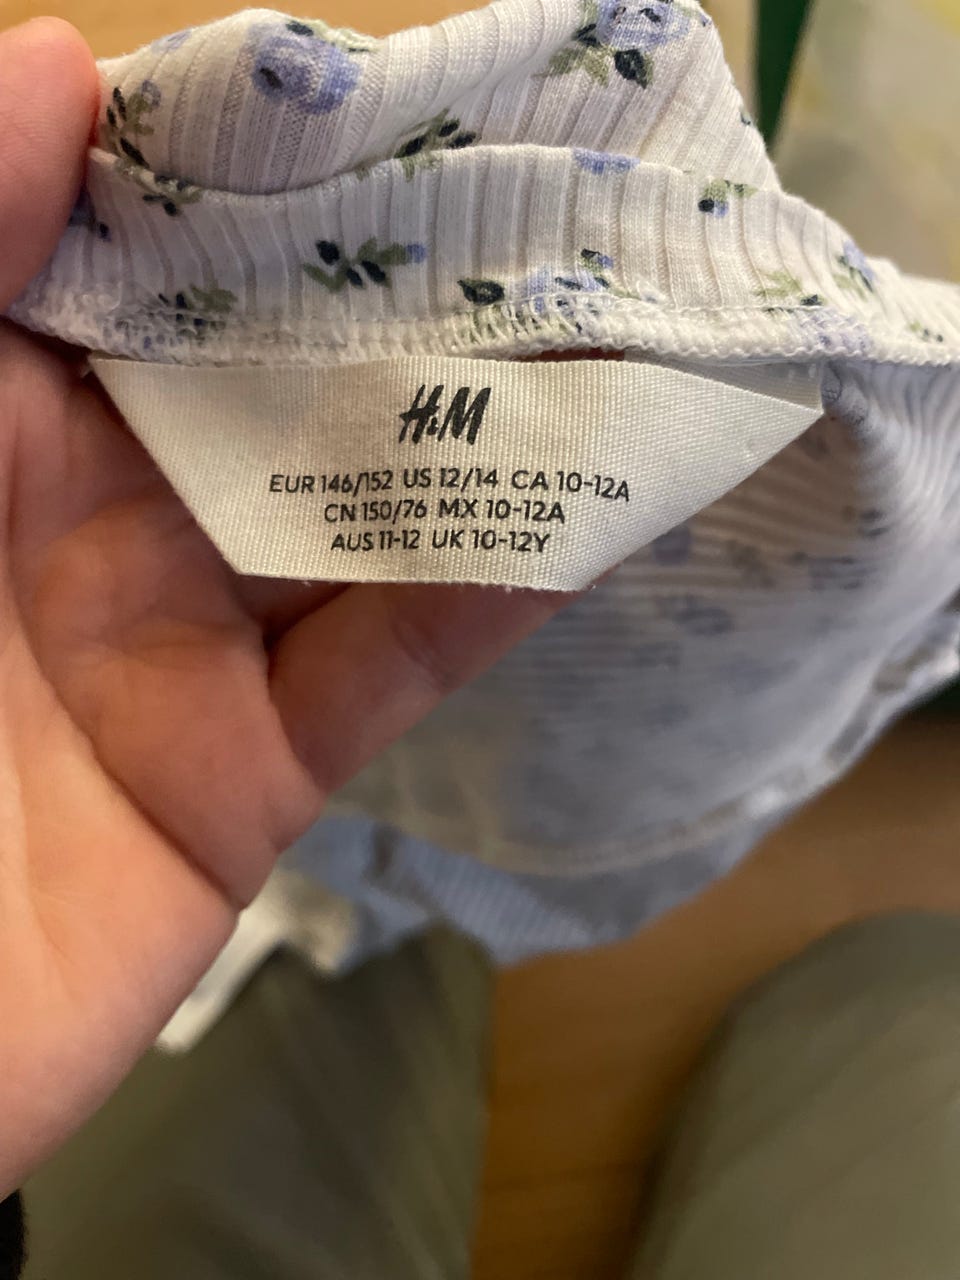 H&M
EUR 146/152 US 12/14 CA 10-12A
CN 150/76 MX 10-12A
AUS 11-12 UK 10-12Y